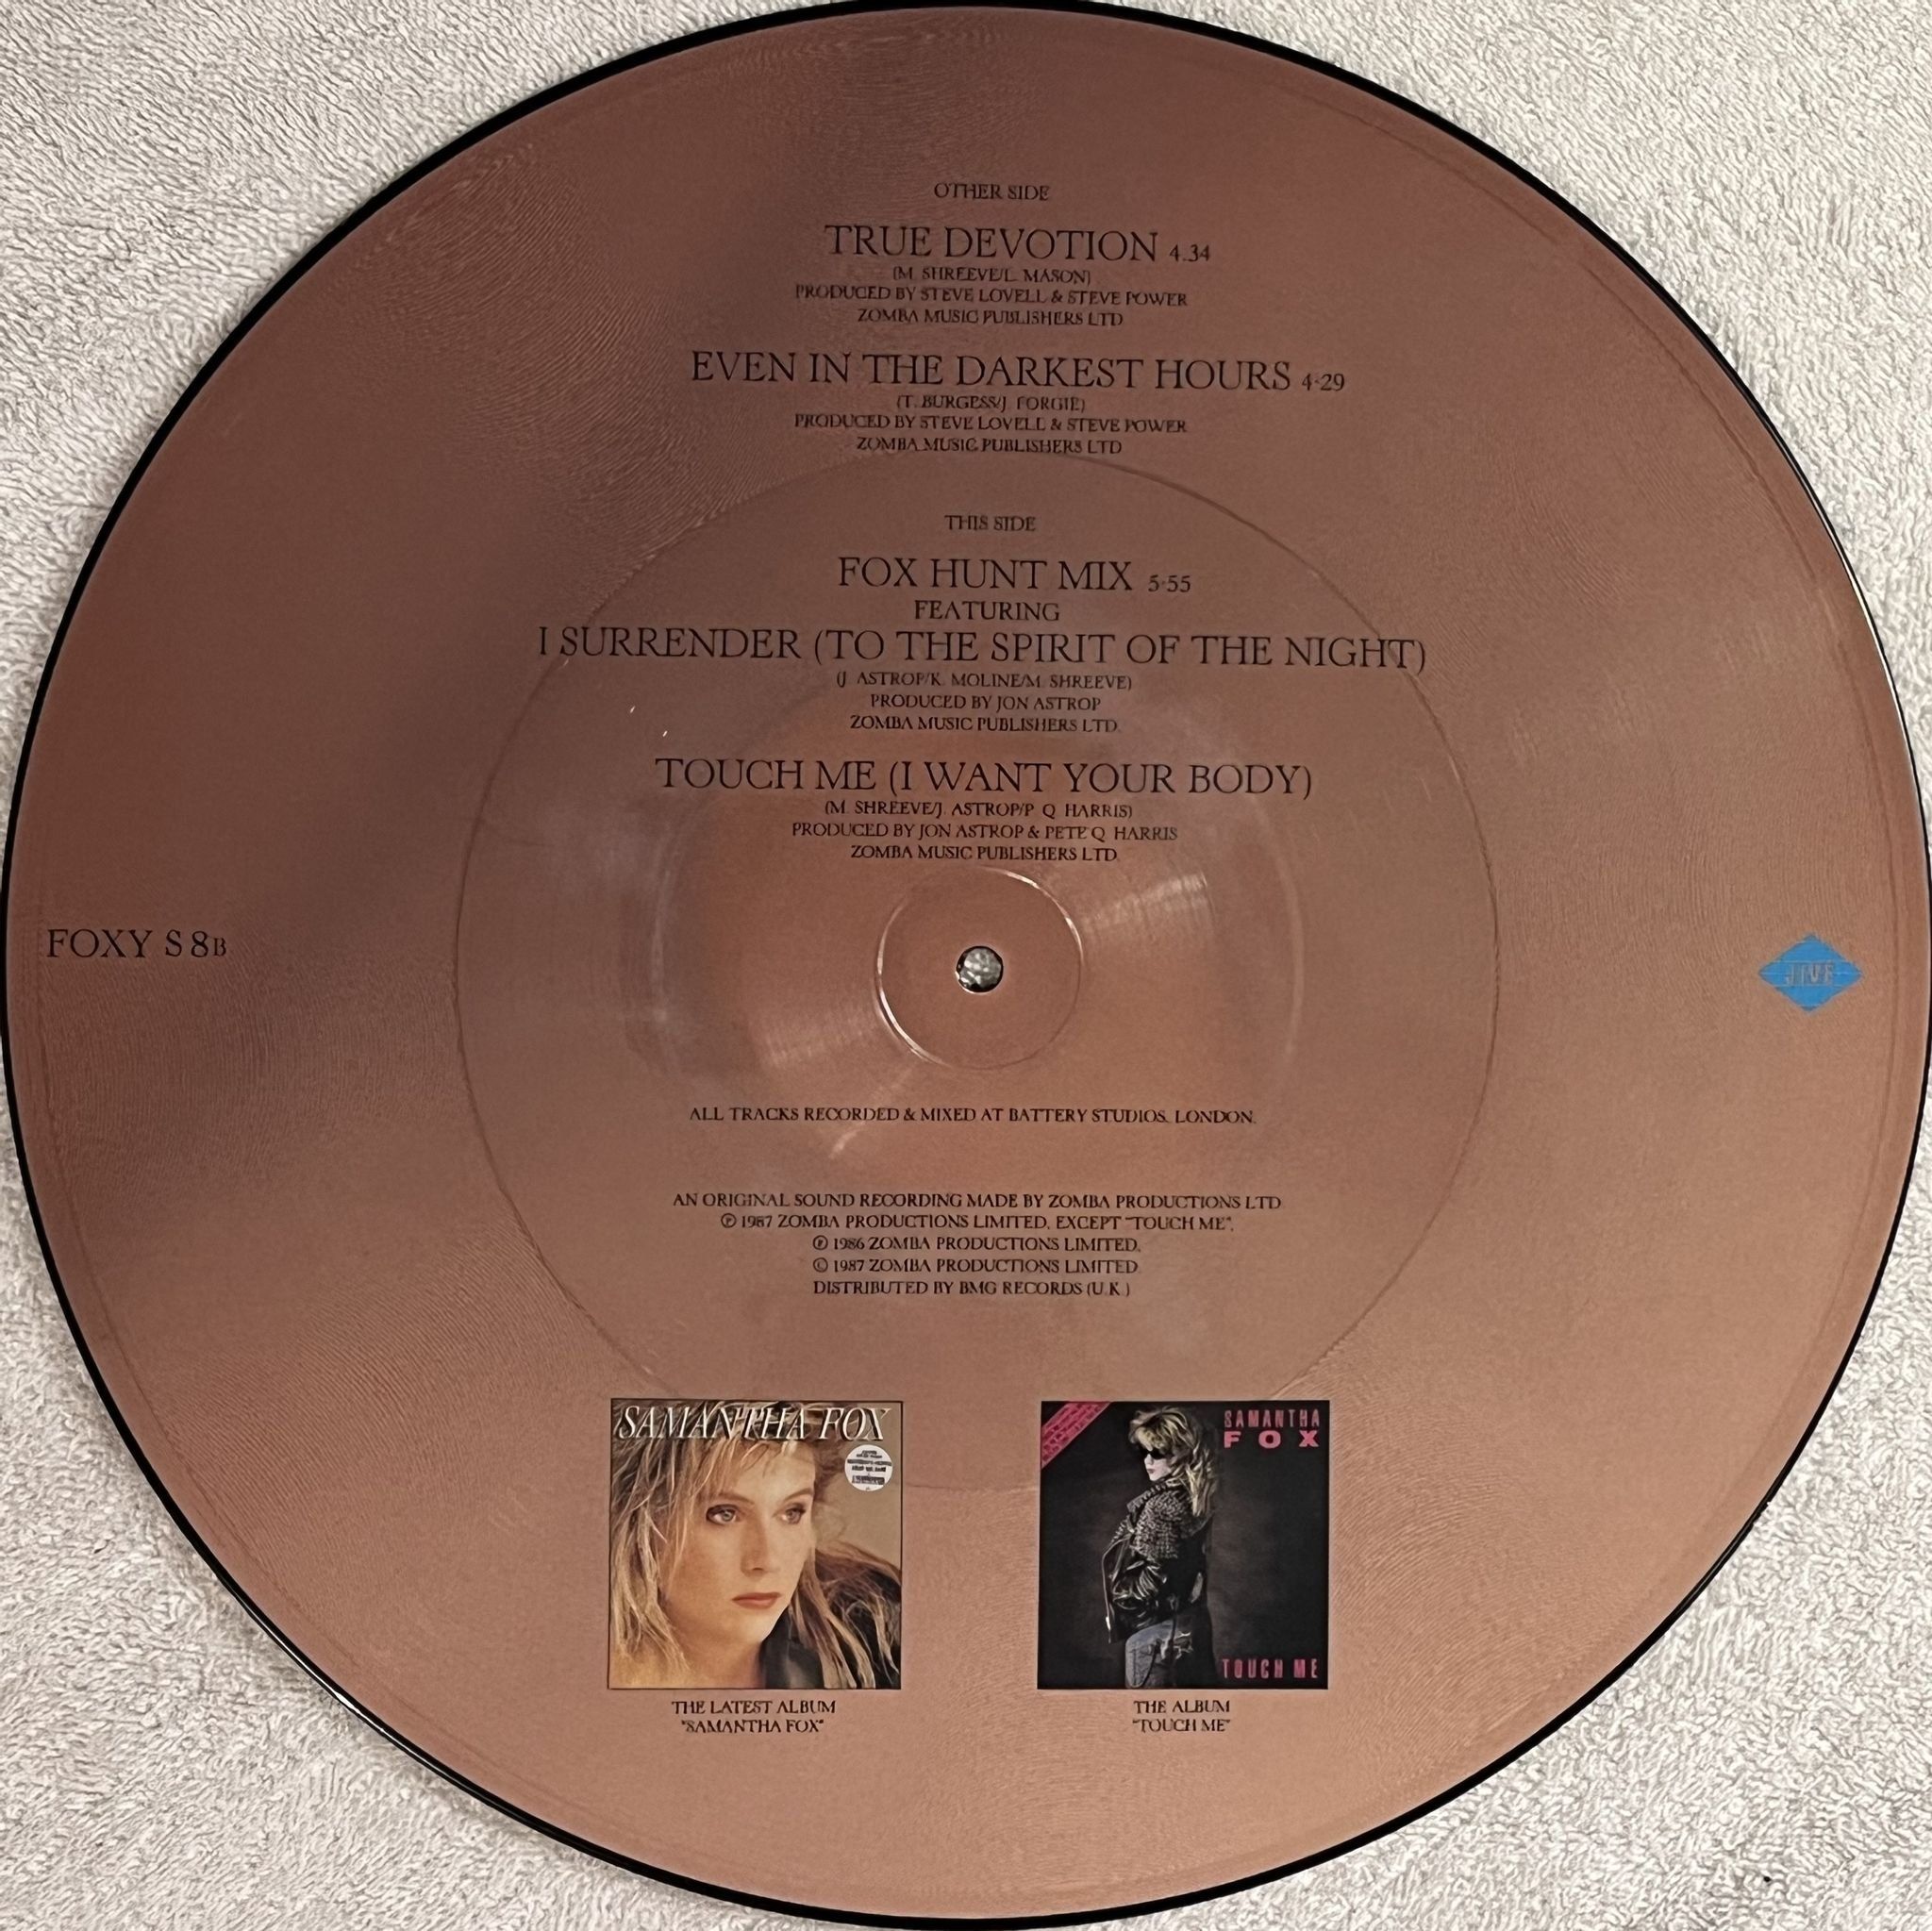 OTHER SIDE
TRUE DEVOTION 4.34
(M. SHREEVE/L. MASON)
PRODUCED BY STEVE LOVELL & STEVE POWER
ZOMBA MUSIC PUBLISHERS LTD
EVEN IN THE DARKEST HOURS 4·29
(T. BURGESS/J. FORGIE)
PRODUCED BY STEVE LOVELL & STEVE POWER
ZOMBA MUSIC PUBLISHERS LTD
THIS SIDE
FOX HUNT MIX 5·55
FEATURING
I SURRENDER (TO THE SPIRIT OF THE NIGHT)
(J. ASTROP/K. MOLINE/M. SHREEVE)
PRODUCED BY JON ASTROP
ZOMBA MUSIC PUBLISHERS LTD.
TOUCH ME (I WANT YOUR BODY)
(M. SHREEVE/J. ASTROP/P. Q. HARRIS)
PRODUCED BY JON ASTROP & PETE Q. HARRIS
ZOMBA MUSIC PUBLISHERS LTD.
FOXY S 8B
JIVE
ALL TRACKS RECORDED & MIXED AT BATTERY STUDIOS, LONDON.
AN ORIGINAL SOUND RECORDING MADE BY ZOMBA PRODUCTIONS LTD
℗ 1987 ZOMBA PRODUCTIONS LIMITED, EXCEPT "TOUCH ME",
℗ 1986 ZOMBA PRODUCTIONS LIMITED.
© 1987 ZOMBA PRODUCTIONS LIMITED.
DISTRIBUTED BY BMG RECORDS (U.K.)
SAMANTHA FOX
SAMANTHA
FOX
TOUCH ME
THE LATEST ALBUM
"SAMANTHA FOX"
THE ALBUM
"TOUCH ME"